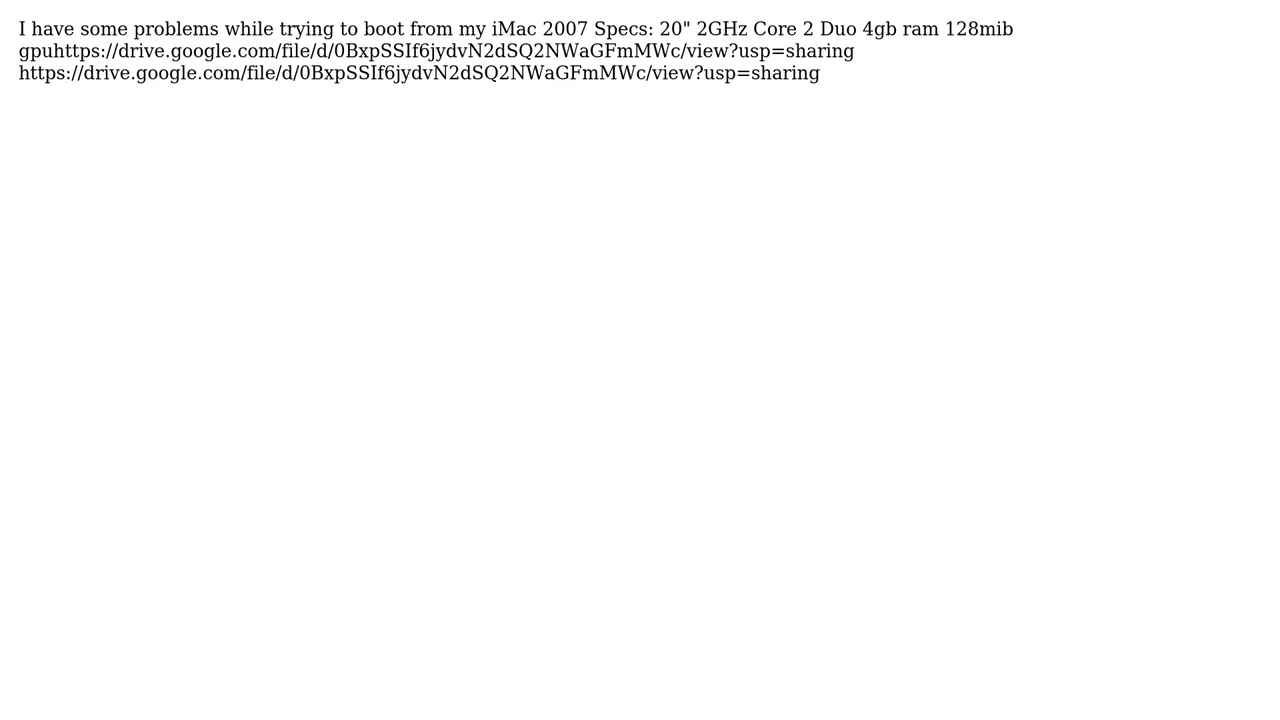 I have some problems while trying to boot from my iMac 2007 Specs: 20" 2GHz Core 2 Duo 4gb ram 128mib
gpuhttps://drive.google.com/file/d/0BxpSSIf6jydvN2dSQ2NWaGFmMWc/view?usp=sharing
https://drive.google.com/file/d/0BxpSSIf6jydvN2dSQ2NWaGFmMWc/view?usp=sharing